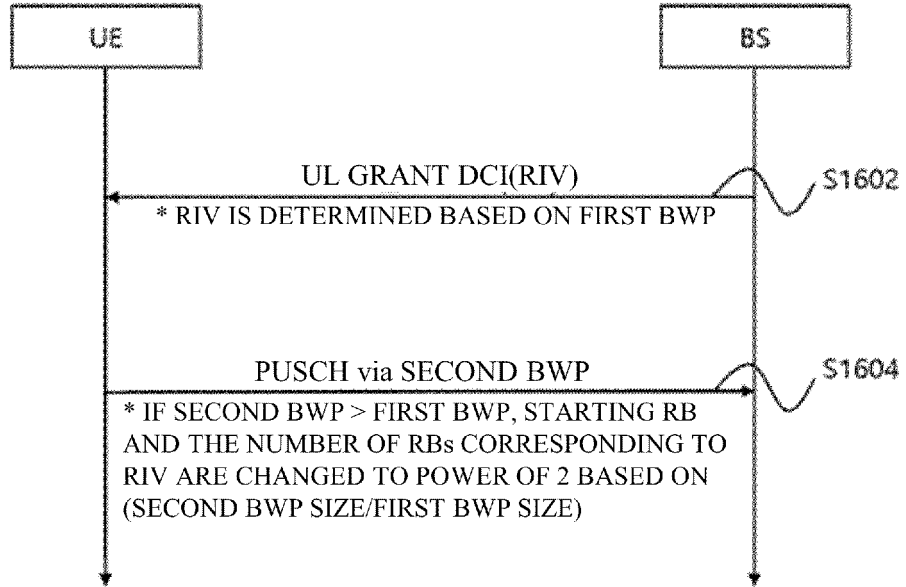 UE
BS
UL GRANT DCI(RIV)
S1602
* RIV IS DETERMINED BASED ON FIRST BWP
PUSCH via SECOND BWP
S1604
* IF SECOND BWP > FIRST BWP, STARTING RB
AND THE NUMBER OF RBs CORRESPONDING TO
RIV ARE CHANGED TO POWER OF 2 BASED ON
(SECOND BWP SIZE/FIRST BWP SIZE)